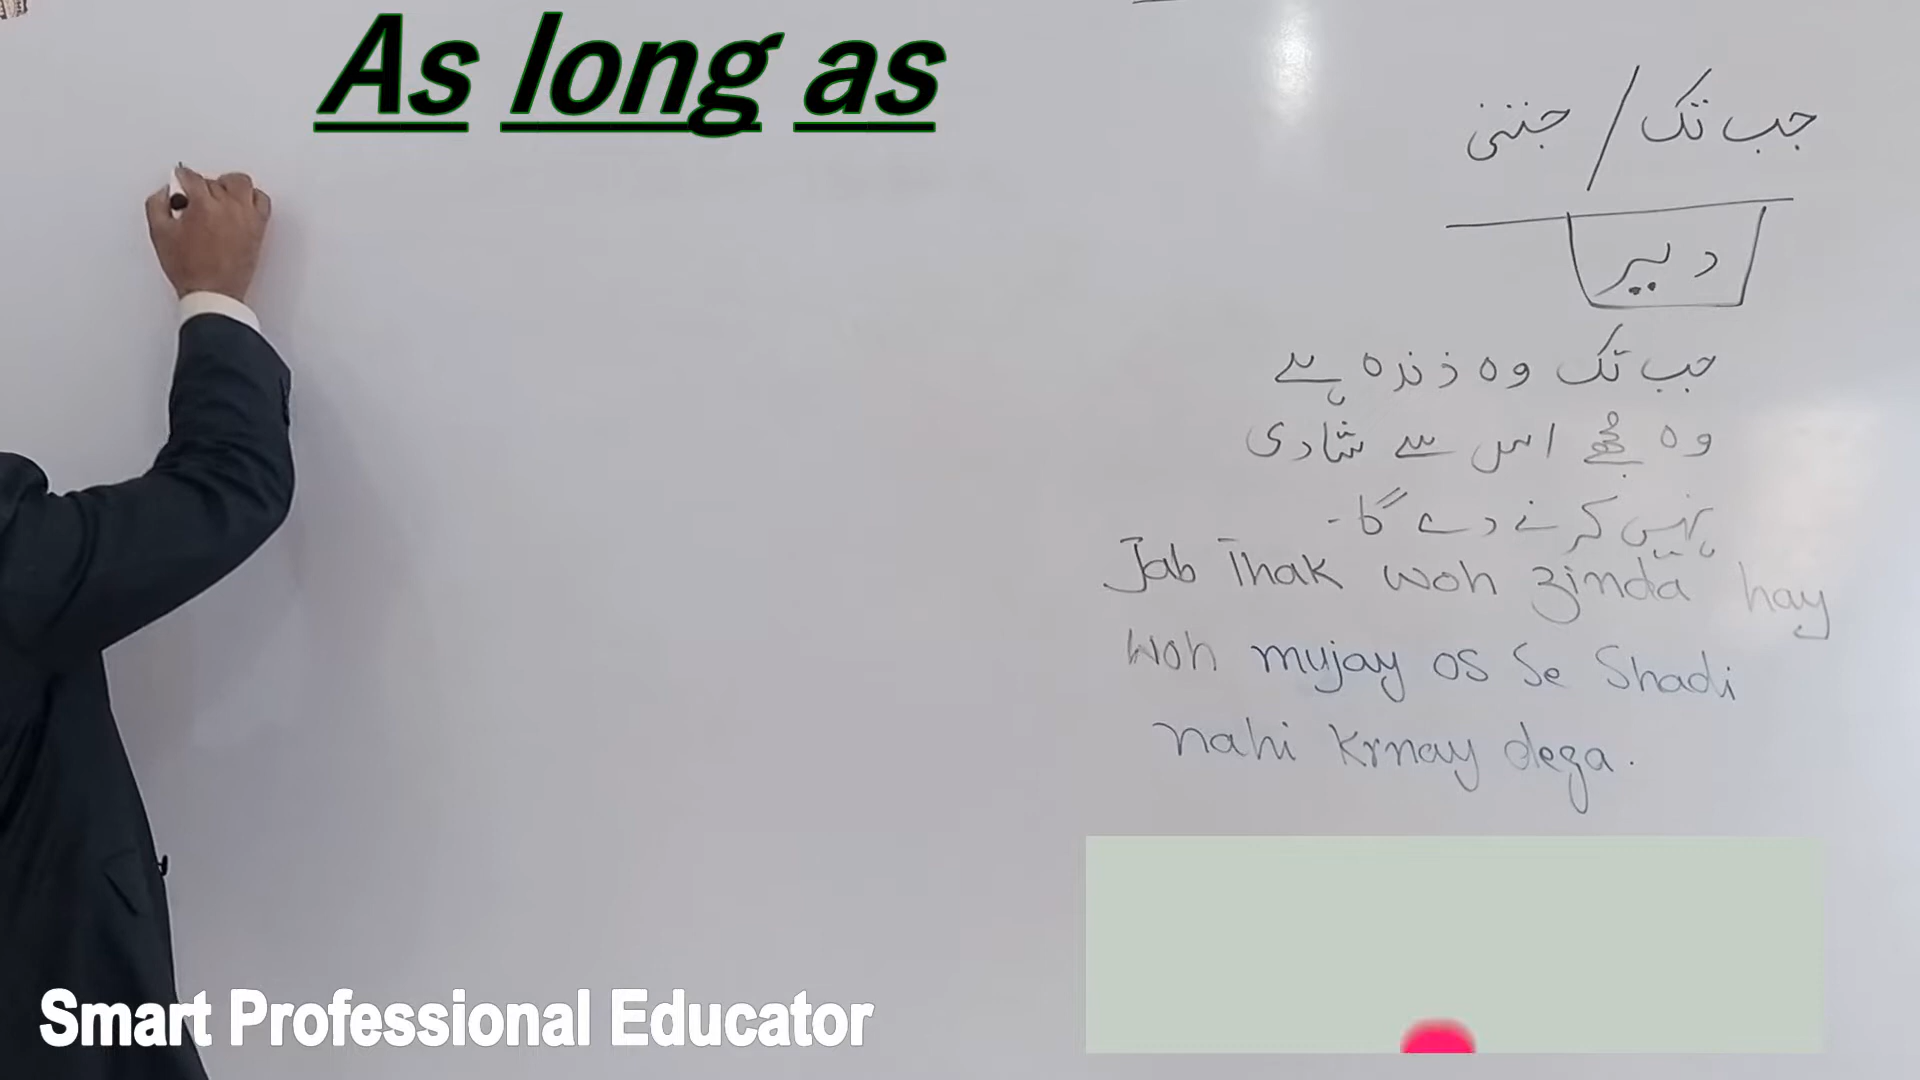 As long as
جب تک / جتنی
دیر
جب تک وہ ذندہ ہے
وہ مجھے اس سے شادی
نہیں کرنے دے گا۔
Jab Thak woh zinda hay
woh mujay os se Shadi
nahi krnay dega.
Smart Professional Educator